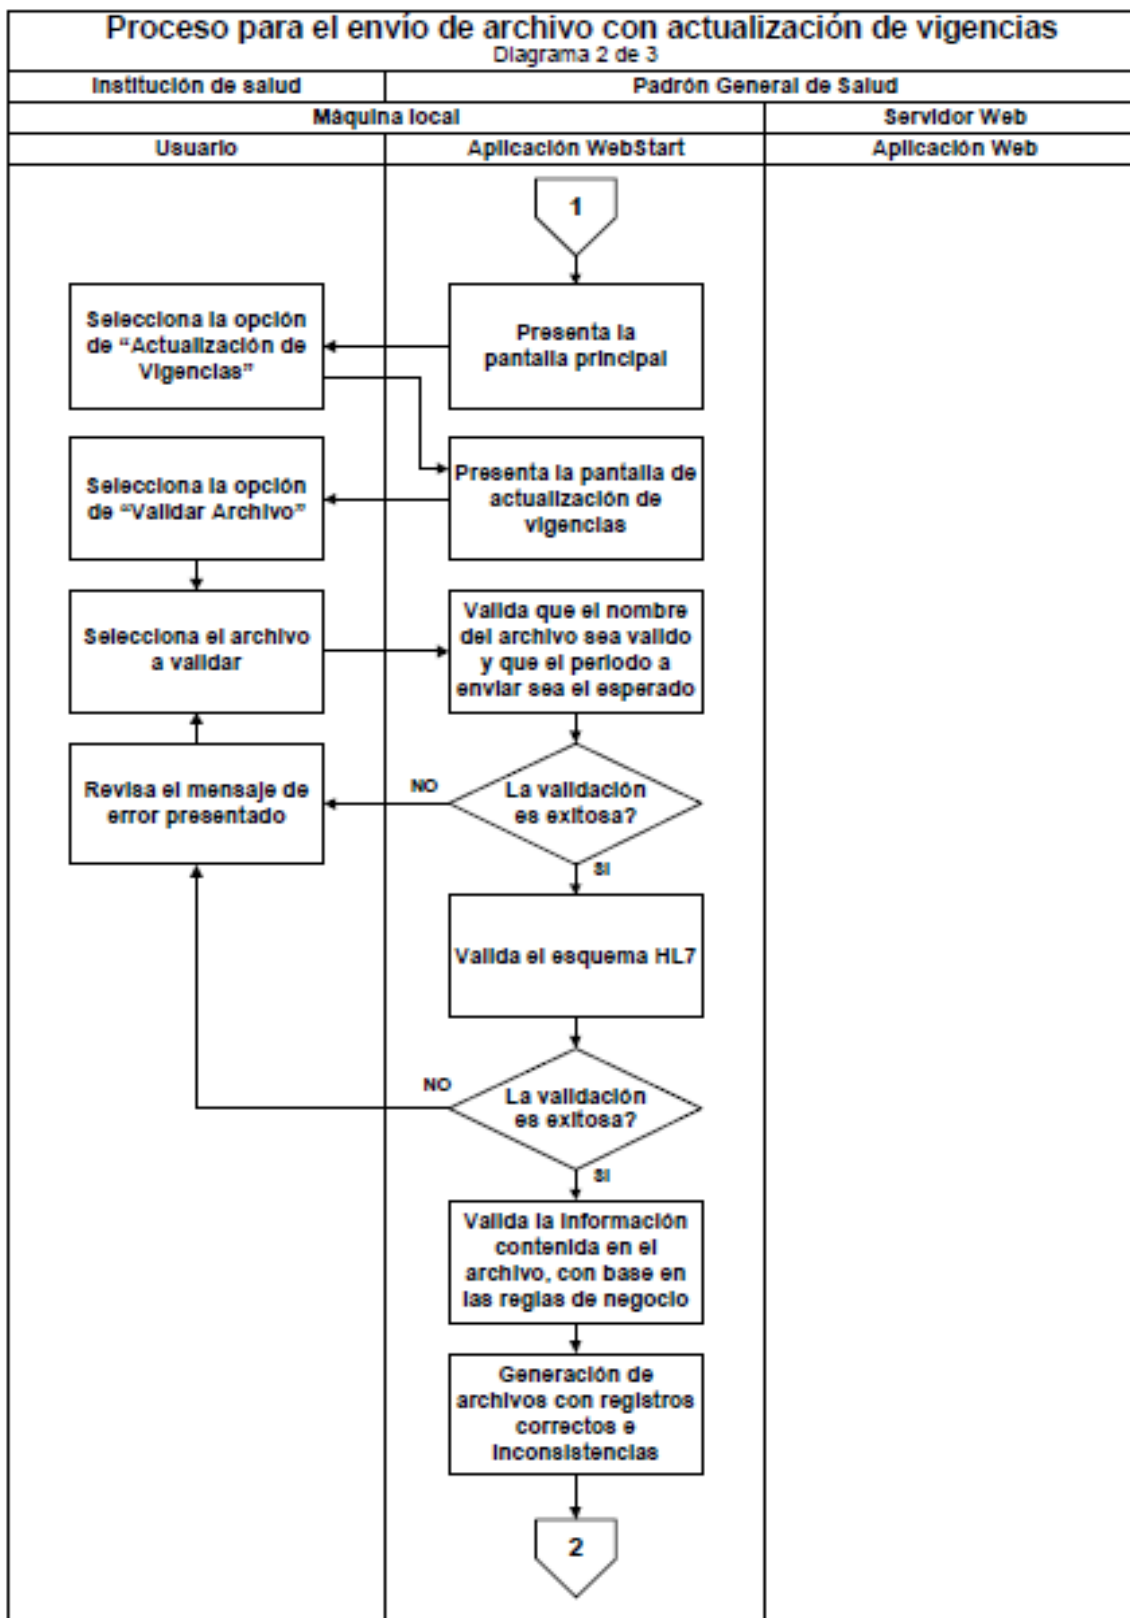 Proceso para el envío de archivo con actualización de vigencias
Diagrama 2 de 3
Institución de salud
Padrón General de Salud
Máquina local
Servidor Web
Usuario
Aplicación WebStart
Aplicación Web
1
Selecciona la opción
de “Actualización de
Vigencias”
Presenta la
pantalla principal
Selecciona la opción
de “Validar Archivo”
Presenta la pantalla de
actualización de
vigencias
Selecciona el archivo
a validar
Valida que el nombre
del archivo sea valido
y que el periodo a
enviar sea el esperado
Revisa el mensaje de
error presentado
NO
La validación
es exitosa?
SI
Valida el esquema HL7
NO
La validación
es exitosa?
SI
Valida la información
contenida en el
archivo, con base en
las reglas de negocio
Generación de
archivos con registros
correctos e
inconsistencias
2